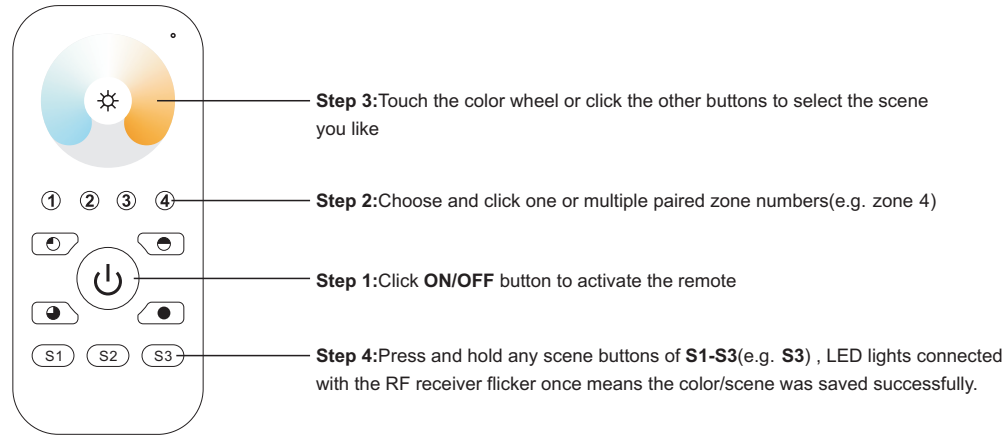 Step 3:Touch the color wheel or click the other buttons to select the scene
you like
1 2 3 4
Step 2:Choose and click one or multiple paired zone numbers(e.g. zone 4)
Step 1:Click ON/OFF button to activate the remote
S1 S2 S3
Step 4:Press and hold any scene buttons of S1-S3(e.g. S3) , LED lights connected
with the RF receiver flicker once means the color/scene was saved successfully.